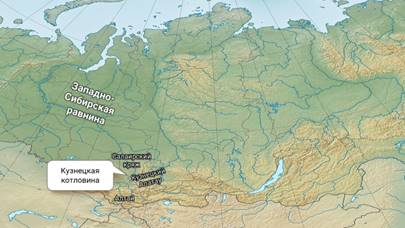 Западно-
Сибирская
равнина
Салаирский
кряж
Кузнецкая
котловина
Кузнецкий
Алатау
Алтай